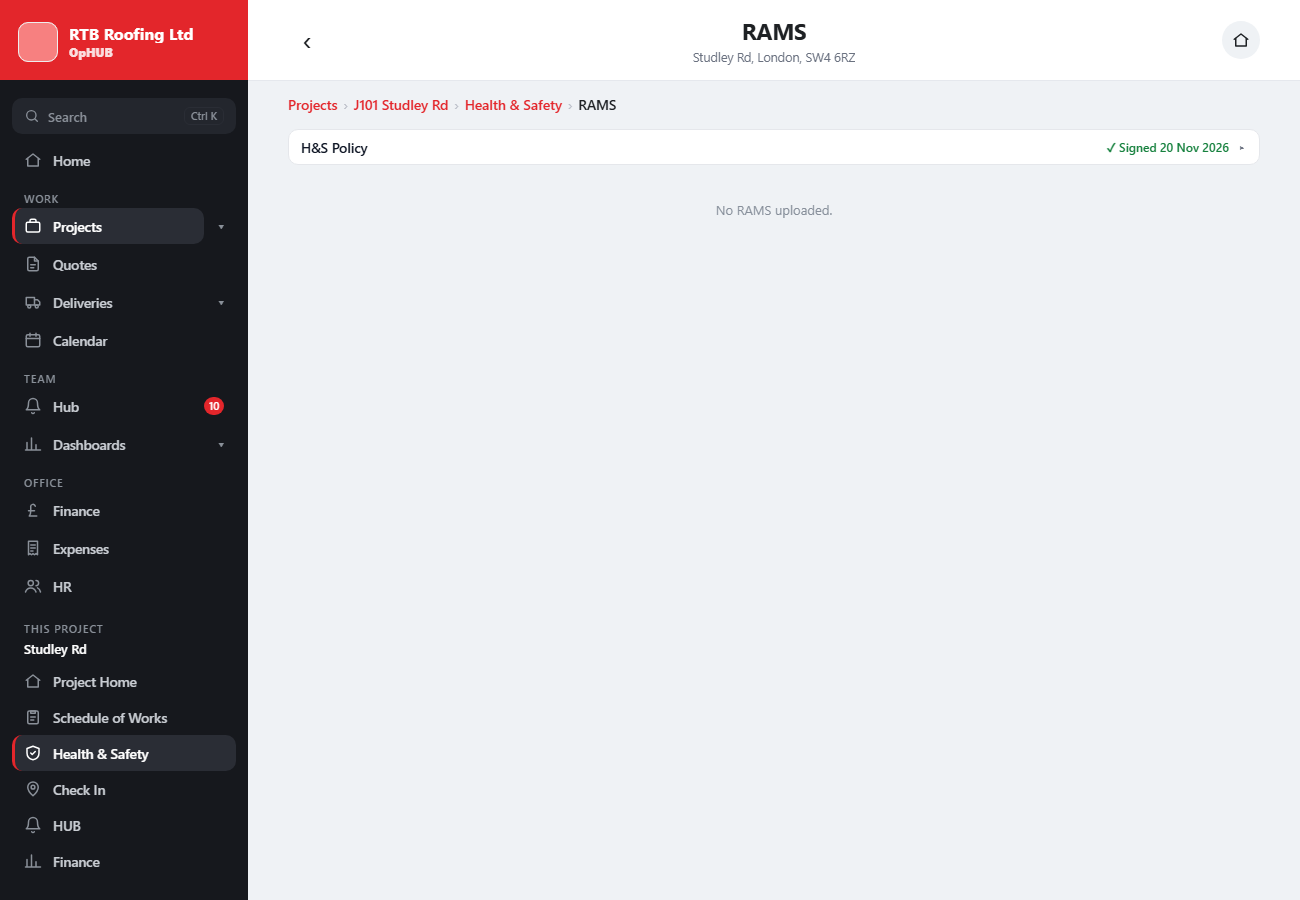 RTB Roofing Ltd
OpHUB
Search Ctrl K
Home
WORK
Projects
Quotes
Deliveries
Calendar
TEAM
Hub 10
Dashboards
OFFICE
Finance
Expenses
HR
THIS PROJECT
Studley Rd
Project Home
Schedule of Works
Health & Safety
Check In
HUB
Finance
RAMS
Studley Rd, London, SW4 6RZ
Projects › J101 Studley Rd › Health & Safety › RAMS
H&S Policy ✓ Signed 20 Nov 2026
No RAMS uploaded.